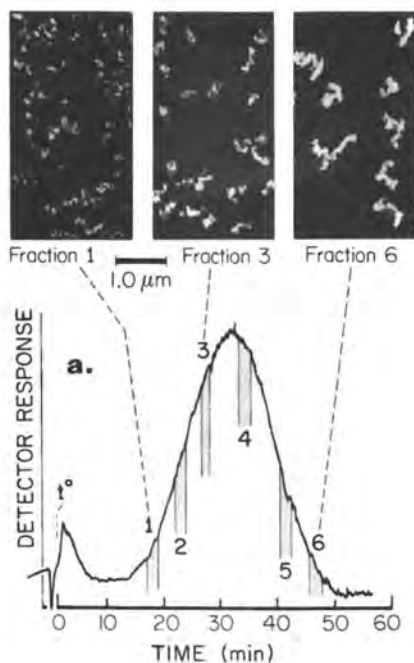 Fraction 1
Fraction 3
Fraction 6
1.0 μm
a.
DETECTOR RESPONSE
t°
1
2
3
4
5
6
0 10 20 30 40 50 60
TIME (min)